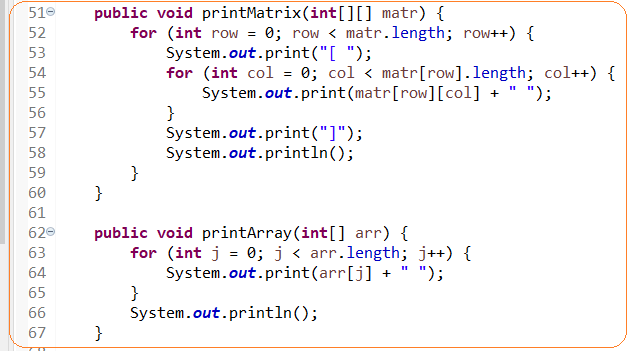 51 public void printMatrix(int[][] matr) {
52 for (int row = 0; row < matr.length; row++) {
53 System.out.print("[ ");
54 for (int col = 0; col < matr[row].length; col++) {
55 System.out.print(matr[row][col] + " ");
56 }
57 System.out.print("]");
58 System.out.println();
59 }
60 }
61
62 public void printArray(int[] arr) {
63 for (int j = 0; j < arr.length; j++) {
64 System.out.print(arr[j] + " ");
65 }
66 System.out.println();
67 }